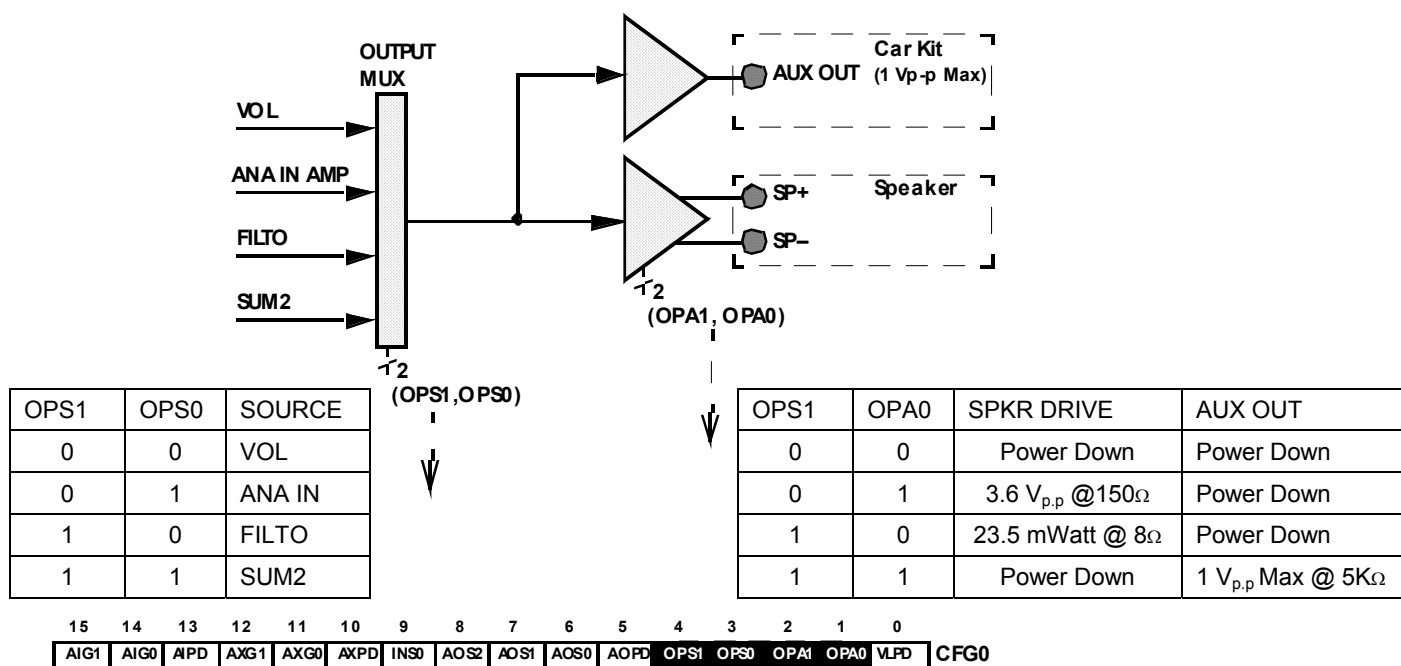 OUTPUT
MUX
VOL
ANA IN AMP
FILTO
SUM2
Car Kit
AUX OUT (1 Vp-p Max)
SP+ Speaker
SP–
2
(OPA1, OPA0)
2
(OPS1,OPS0)
OPS1 OPS0 SOURCE
0 0 VOL
0 1 ANA IN
1 0 FILTO
1 1 SUM2
OPS1 OPA0 SPKR DRIVE AUX OUT
0 0 Power Down Power Down
0 1 3.6 Vp.p @150Ω Power Down
1 0 23.5 mWatt @ 8Ω Power Down
1 1 Power Down 1 Vp.p Max @ 5KΩ
15 14 13 12 11 10 9 8 7 6 5 4 3 2 1 0
AIG1 AIG0 AIPD AXG1 AXG0 AXPD INS0 AOS2 AOS1 AOS0 AOPD OPS1 OPS0 OPA1 OPA0 VLPD CFG0